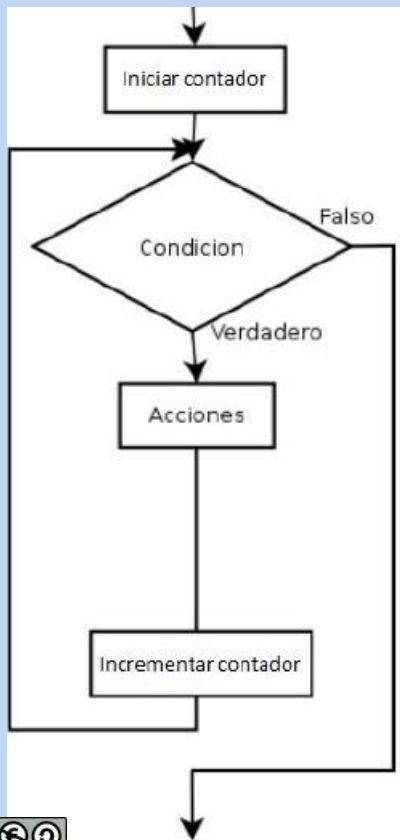 Iniciar contador
Falso
Condicion
Verdadero
Acciones
Incrementar contador